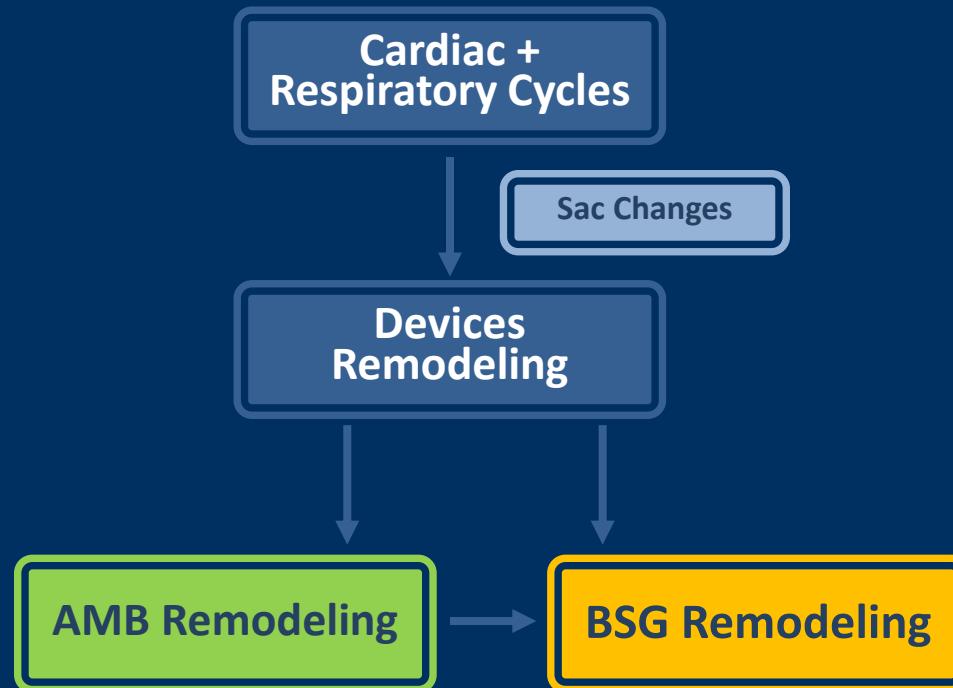 Cardiac +
Respiratory Cycles
Sac Changes
Devices
Remodeling
AMB Remodeling
BSG Remodeling